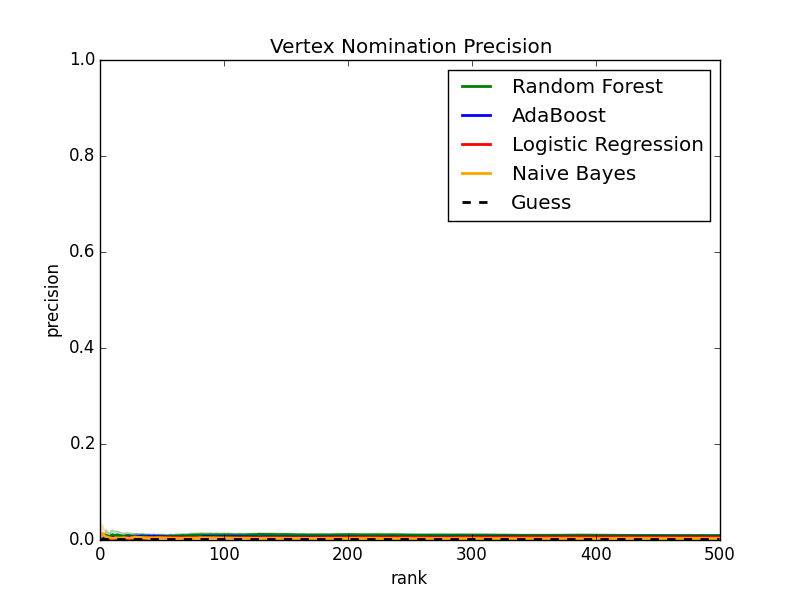 Vertex Nomination Precision
1.0
0.8
0.6
0.4
0.2
0.0
precision
Random Forest
AdaBoost
Logistic Regression
Naive Bayes
Guess
0 100 200 300 400 500
rank